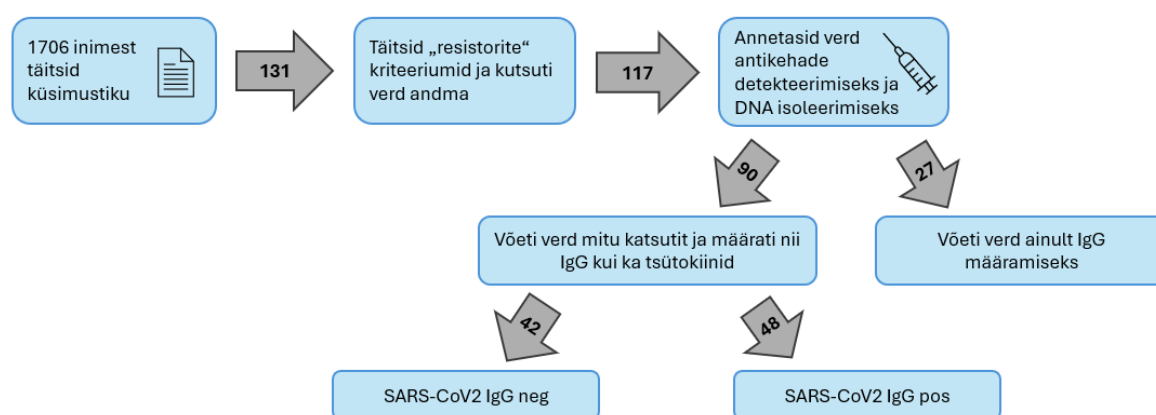 1706 inimest
täitsid
küsimustiku
131
Täitsid „resistorite“
kriteeriumid ja kutsuti
verd andma
117
Annetasid verd
antikehade
detekteerimiseks ja
DNA isoleerimiseks
90
27
Võeti verd mitu katsutit ja määrati nii
IgG kui ka tsütokiinid
Võeti verd ainult IgG
määramiseks
42
48
SARS-CoV2 IgG neg
SARS-CoV2 IgG pos